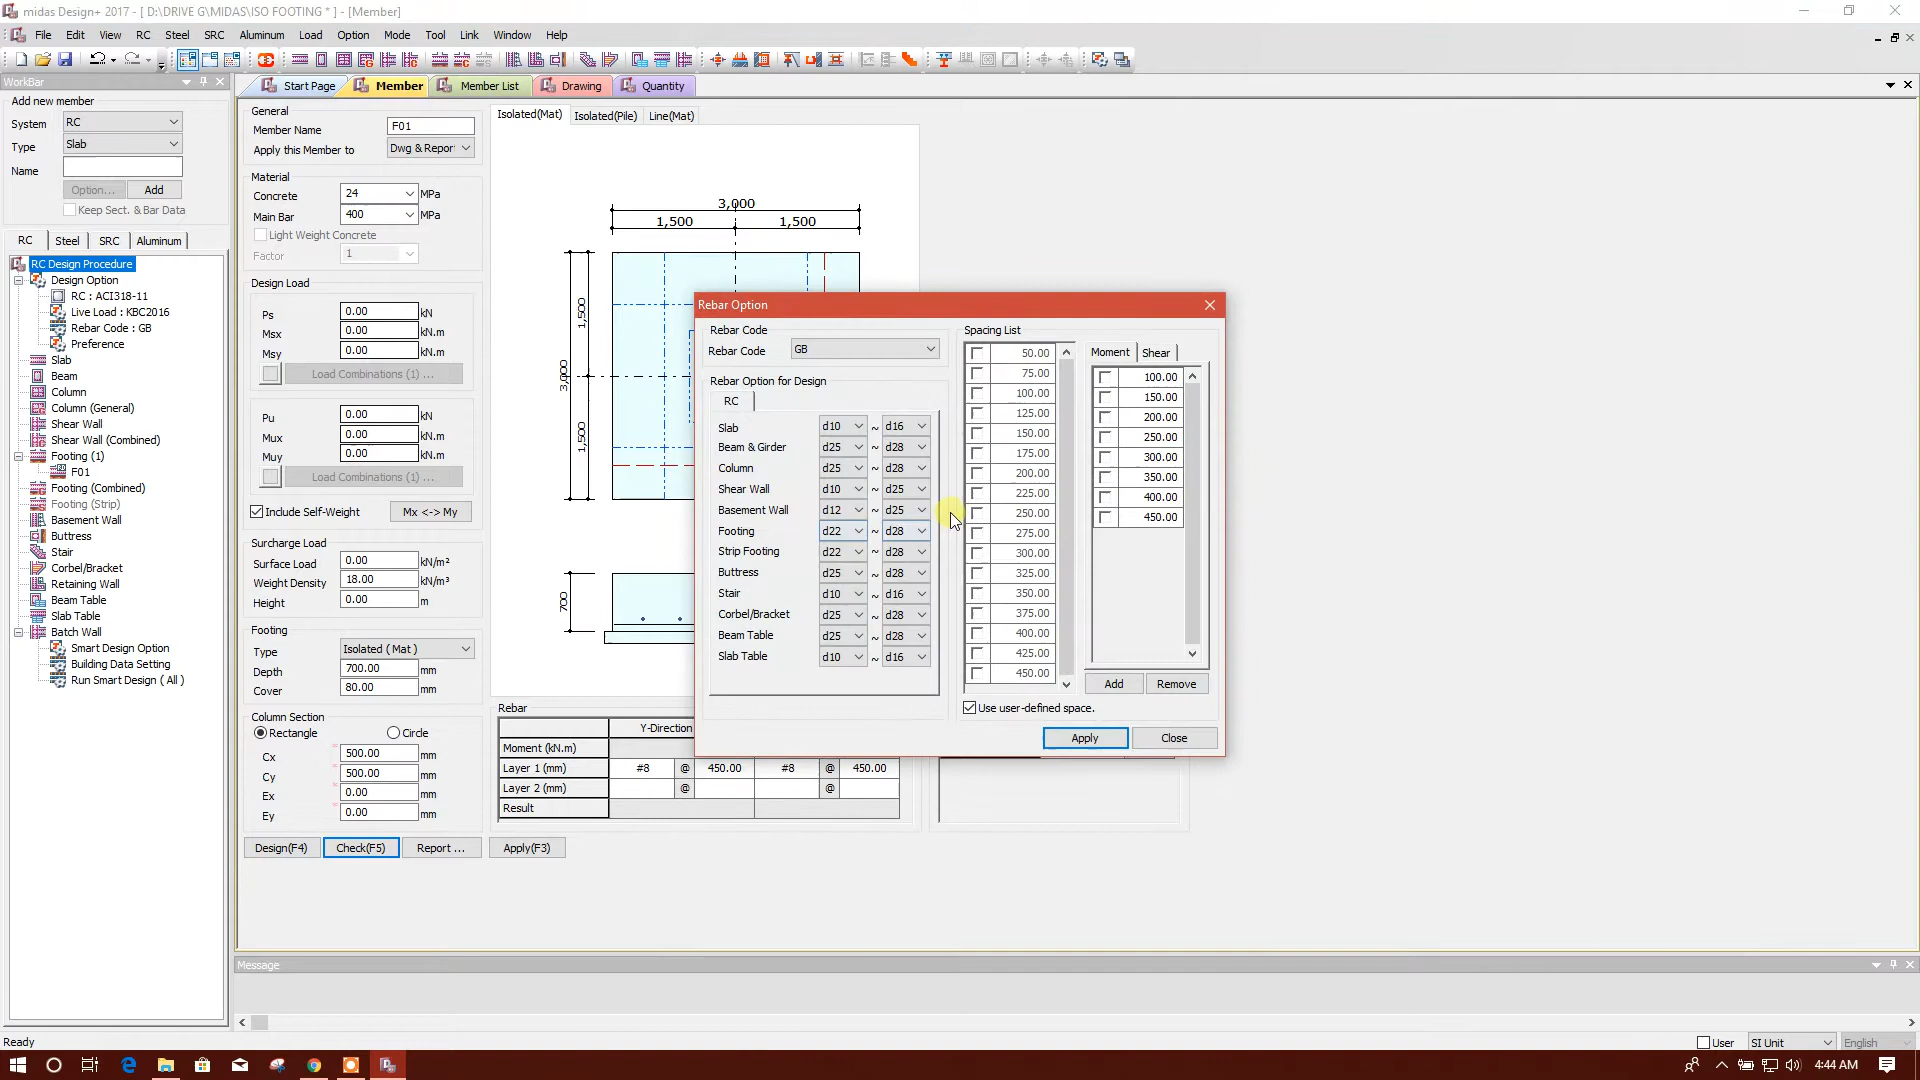 midas Design+ 2017 - [ D:\DRIVE G\MIDAS\ISO FOOTING * ] - [Member]
File Edit View RC Steel SRC Aluminum Load Option Mode Tool Link Window Help
WorkBar
Start Page Member Member List Drawing Quantity
Add new member
System RC
Type Slab
Name
Option... Add
Keep Sect. & Bar Data
RC Steel SRC Aluminum
RC Design Procedure
Design Option
RC : ACI318-11
Live Load : KBC2016
Rebar Code : GB
Preference
Slab
Beam
Column
Column (General)
Shear Wall
Shear Wall (Combined)
Footing (1)
F01
Footing (Combined)
Footing (Strip)
Basement Wall
Buttress
Stair
Corbel/Bracket
Retaining Wall
Beam Table
Slab Table
Batch Wall
Smart Design Option
Building Data Setting
Run Smart Design ( All )
General
Member Name F01
Apply this Member to Dwg & Repor
Material
Concrete 24 MPa
Main Bar 400 MPa
Light Weight Concrete
Factor 1
Design Load
Ps 0.00 kN
Msx 0.00 kN.m
Msy 0.00 kN.m
Load Combinations (1) ...
Pu 0.00 kN
Mux 0.00 kN.m
Muy 0.00 kN.m
Load Combinations (1) ...
Include Self-Weight Mx <-> My
Surcharge Load
Surface Load 0.00 kN/m²
Weight Density 18.00 kN/m³
Height 0.00 m
Footing
Type Isolated ( Mat )
Depth 700.00 mm
Cover 80.00 mm
Column Section
Rectangle Circle
Cx 500.00 mm
Cy 500.00 mm
Ex 0.00 mm
Ey 0.00 mm
Design(F4) Check(F5) Report ... Apply(F3)
Isolated(Mat) Isolated(Pile) Line(Mat)
3,000
1,500 1,500
1,500
3,000
1,500
700
Rebar
Y-Direction
Moment (kN.m)
Layer 1 (mm) #8 @ 450.00 #8 @ 450.00
Layer 2 (mm) @ @
Result
Rebar Option
Rebar Code
Rebar Code GB
Rebar Option for Design
RC
Slab d10 ~ d16
Beam & Girder d25 ~ d28
Column d25 ~ d28
Shear Wall d10 ~ d25
Basement Wall d12 ~ d25
Footing d22 ~ d28
Strip Footing d22 ~ d28
Buttress d25 ~ d28
Stair d10 ~ d16
Corbel/Bracket d25 ~ d28
Beam Table d25 ~ d28
Slab Table d10 ~ d16
Spacing List
50.00
75.00
100.00
125.00
150.00
175.00
200.00
225.00
250.00
275.00
300.00
325.00
350.00
375.00
400.00
425.00
450.00
Moment Shear
100.00
150.00
200.00
250.00
300.00
350.00
400.00
450.00
Add Remove
Use user-defined space.
Apply Close
Message
Ready
User SI Unit English
4:44 AM